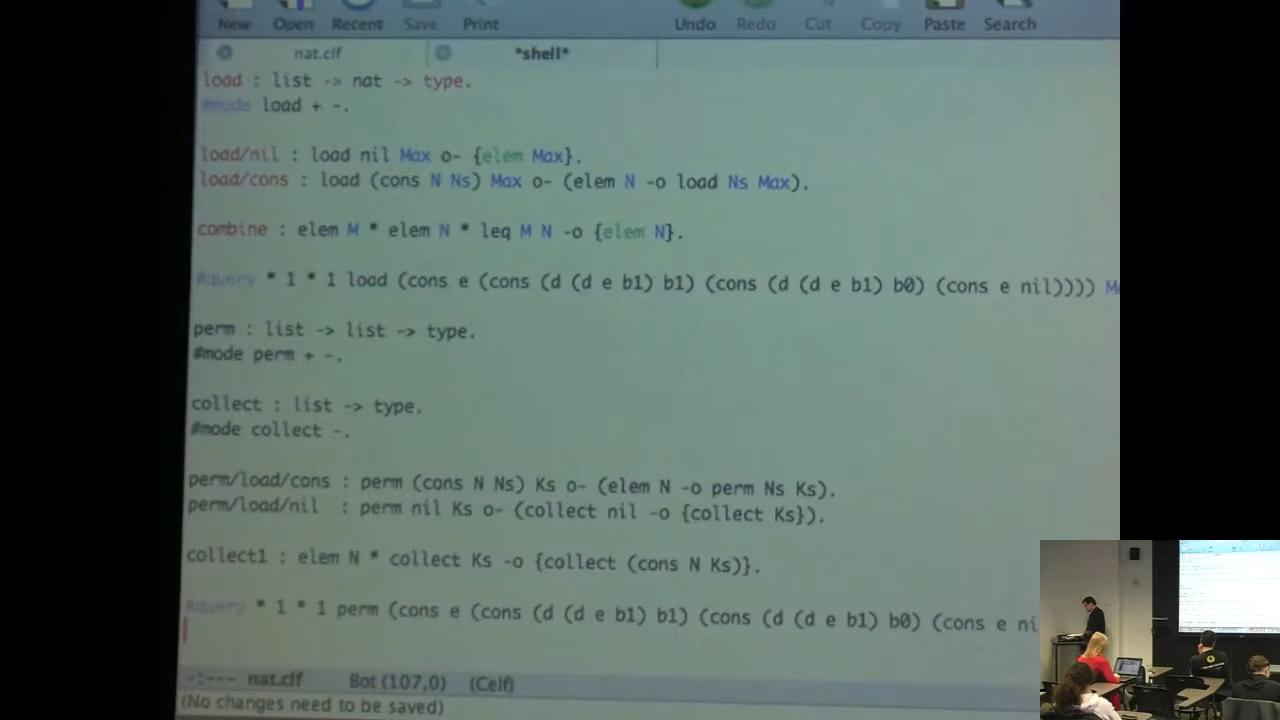 New Open Recent Save Print Undo Redo Cut Copy Paste Search
nat.clf *shell*
load : list -> nat -> type.
#mode load + -.
load/nil : load nil Max o- {elem Max}.
load/cons : load (cons N Ns) Max o- (elem N -o load Ns Max).
combine : elem M * elem N * leq M N -o {elem N}.
#query * 1 * 1 load (cons e (cons (d (d e b1) b1) (cons (d (d e b1) b0) (cons e nil))))
perm : list -> list -> type.
#mode perm + -.
collect : list -> type.
#mode collect -.
perm/load/cons : perm (cons N Ns) Ks o- (elem N -o perm Ns Ks).
perm/load/nil : perm nil Ks o- (collect nil -o {collect Ks}).
collect1 : elem N * collect Ks -o {collect (cons N Ks)}.
#query * 1 * 1 perm (cons e (cons (d (d e b1) b1) (cons (d (d e b1) b0) (cons e ni
-:--- nat.clf Bot (107,0) (Celf)
(No changes need to be saved)